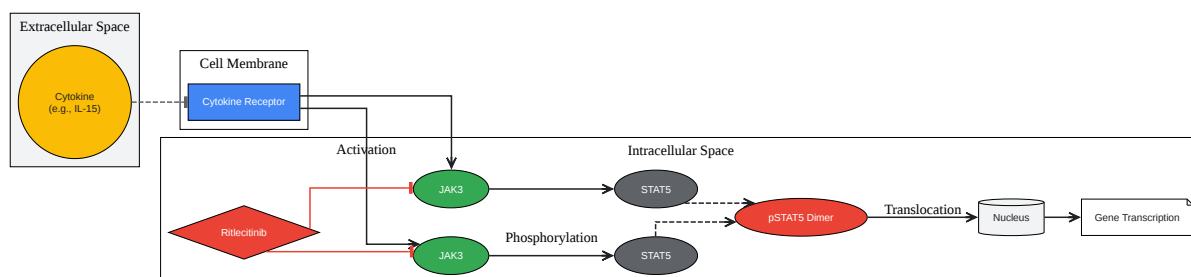 Extracellular Space
Cytokine
(e.g., IL-15)
Cell Membrane
Cytokine Receptor
Activation
Intracellular Space
JAK3
STAT5
Ritlecitinib
pSTAT5 Dimer
Translocation
Nucleus
Gene Transcription
JAK3
Phosphorylation
STAT5